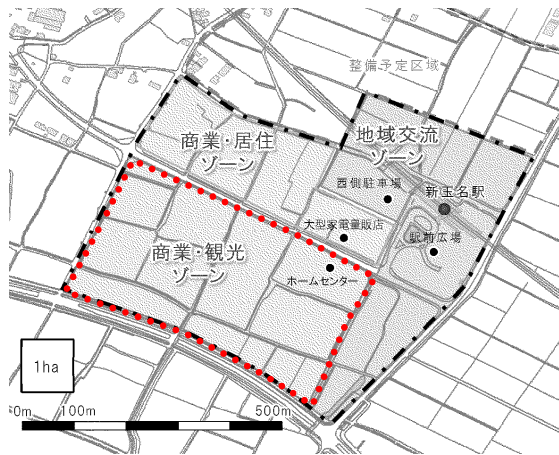 整備予定区域
商業・居住
ゾーン
地域交流
ゾーン
西側駐車場
新玉名駅
大型家電量販店
駅前広場
商業・観光
ゾーン
ホームセンター
1ha
0m 100m 500m